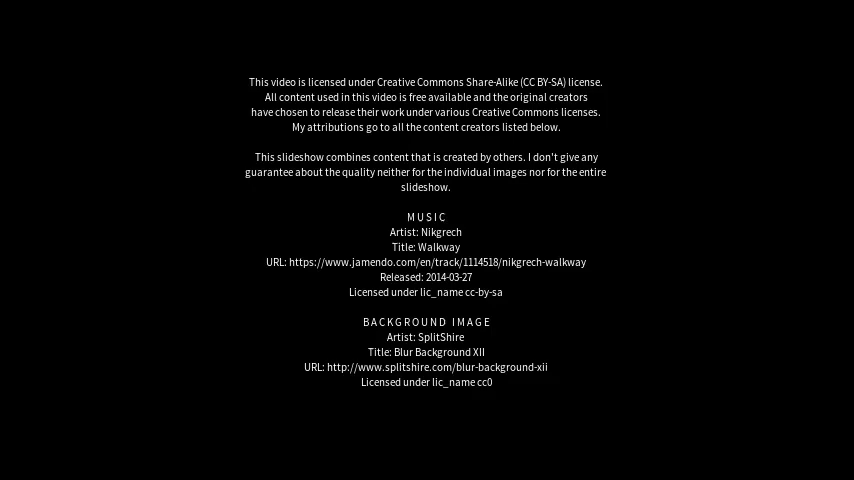 This video is licensed under Creative Commons Share-Alike (CC BY-SA) license.
All content used in this video is free available and the original creators
have chosen to release their work under various Creative Commons licenses.
My attributions go to all the content creators listed below.
This slideshow combines content that is created by others. I don't give any
guarantee about the quality neither for the individual images nor for the entire
slideshow.
MUSIC
Artist: Nikgrech
Title: Walkway
URL: https://www.jamendo.com/en/track/1114518/nikgrech-walkway
Released: 2014-03-27
Licensed under lic_name cc-by-sa
BACKGROUND IMAGE
Artist: SplitShire
Title: Blur Background XII
URL: http://www.splitshire.com/blur-background-xii
Licensed under lic_name cc0